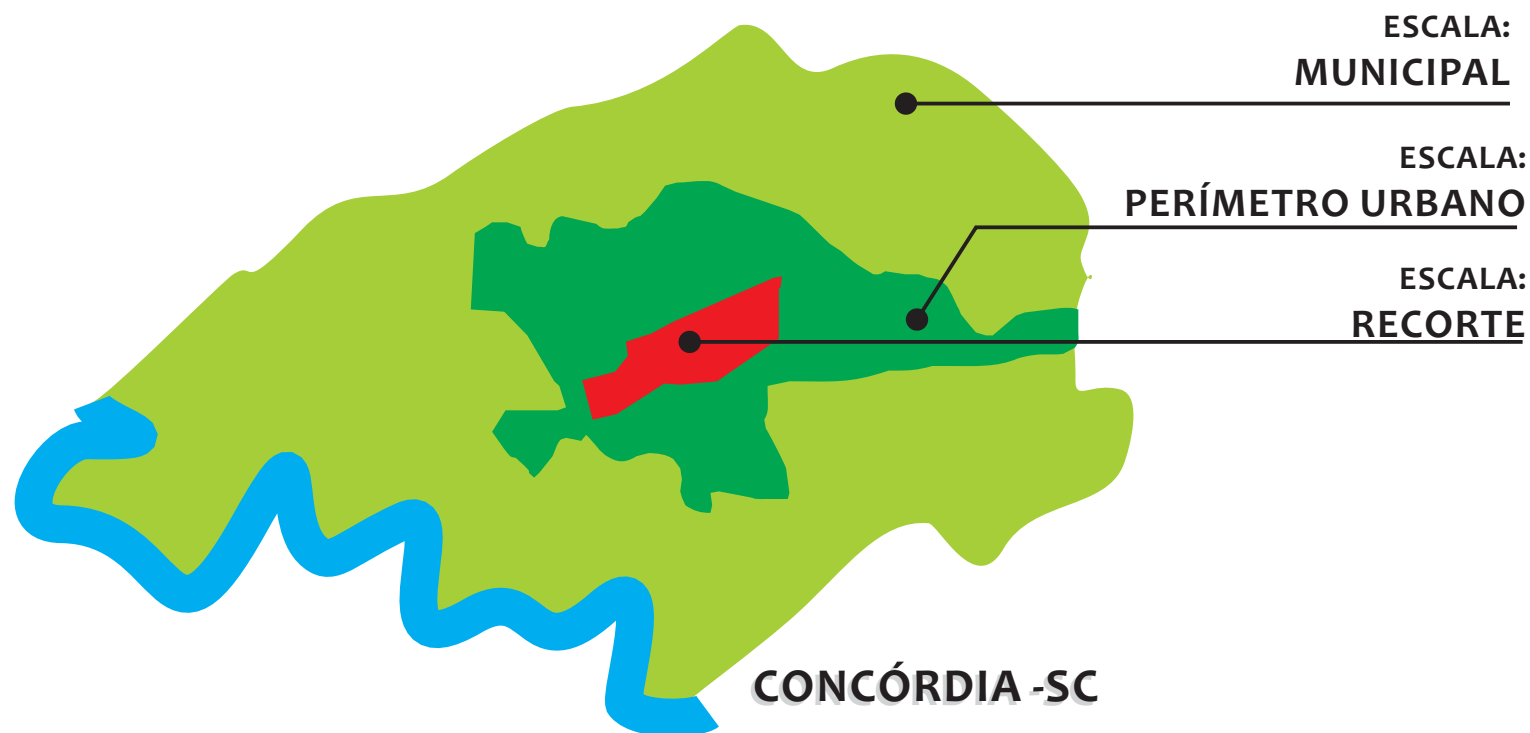 ESCALA:
MUNICIPAL
ESCALA:
PERÍMETRO URBANO
ESCALA:
RECORTE
CONCÓRDIA -SC